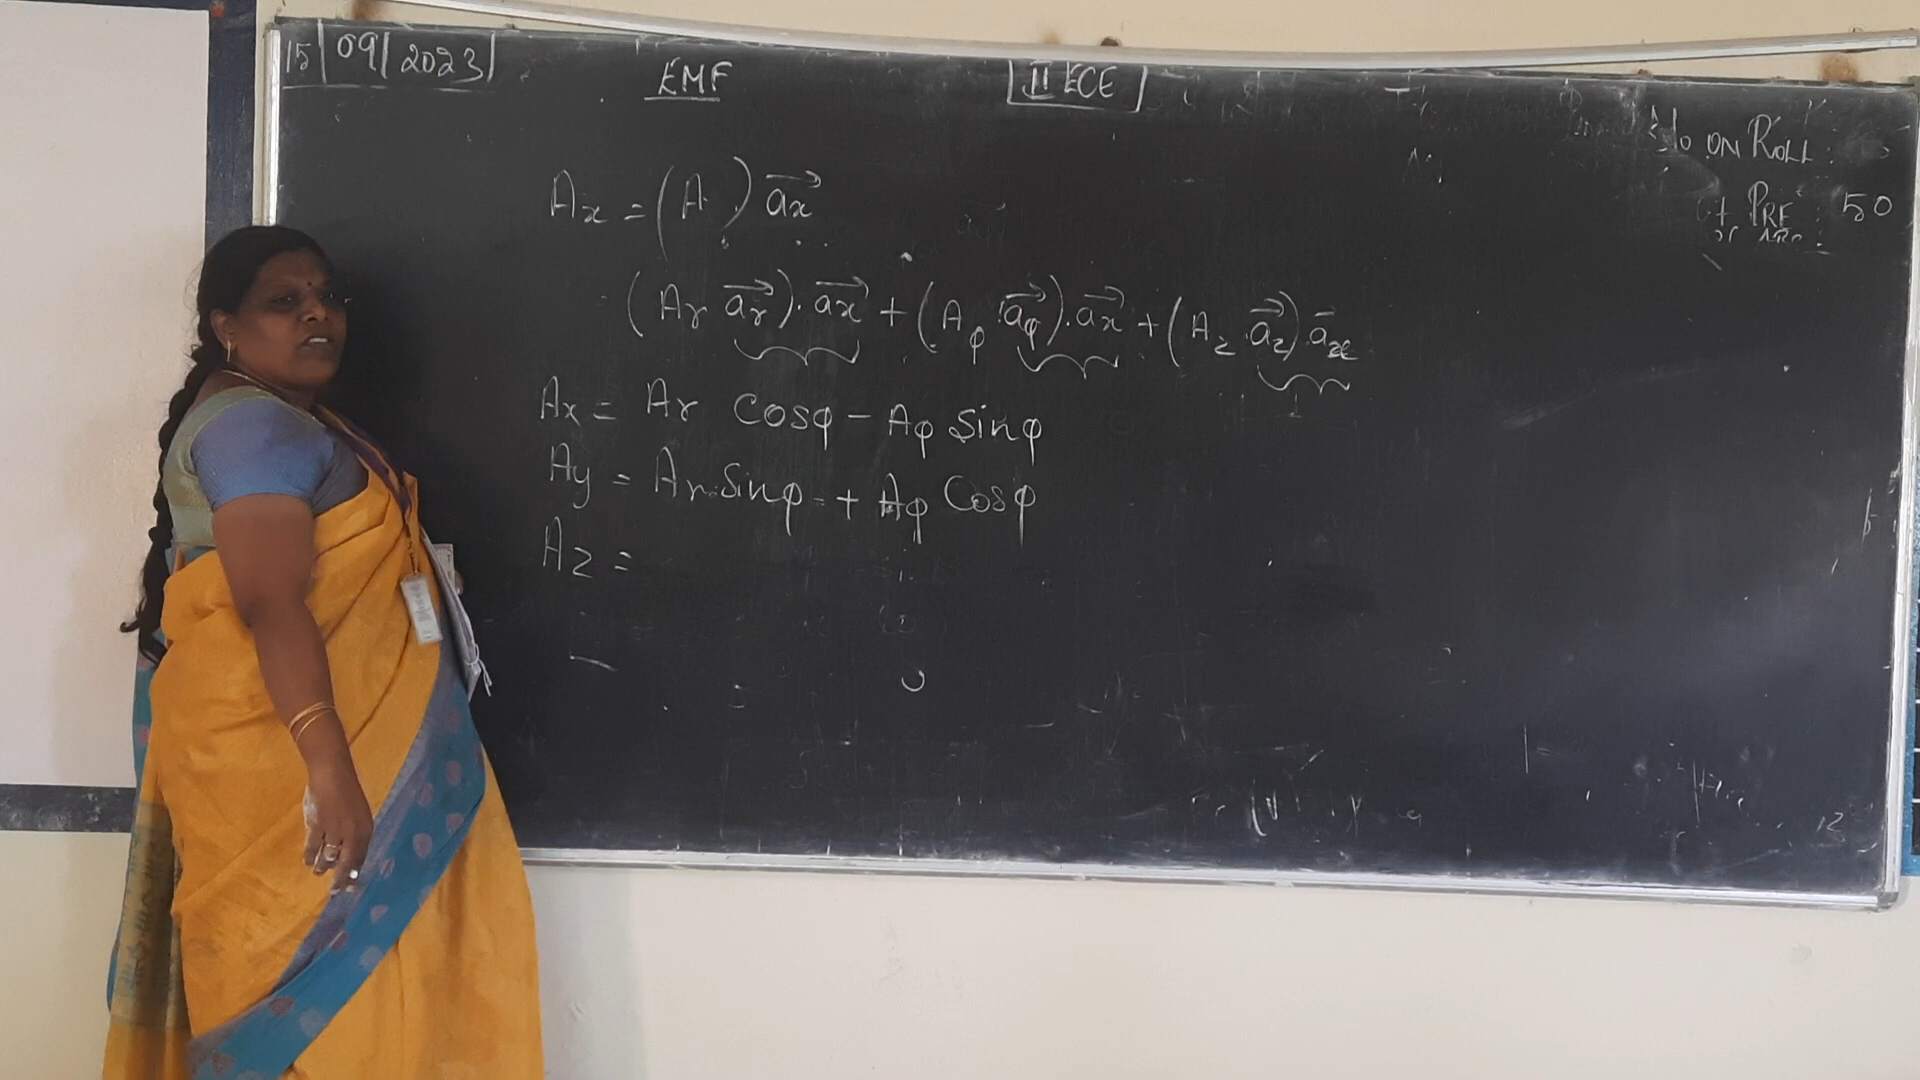 15/09/2023
EMF
II ECE
No ON ROLL :
PRE : 50
Ax = (A ) ax
(Ar ar). ax + (Aφ aφ). ax + (Az az). ax
Ax = Ar cosφ - Aφ sinφ
Ay = Ar sinφ + Aφ Cosφ
Az =